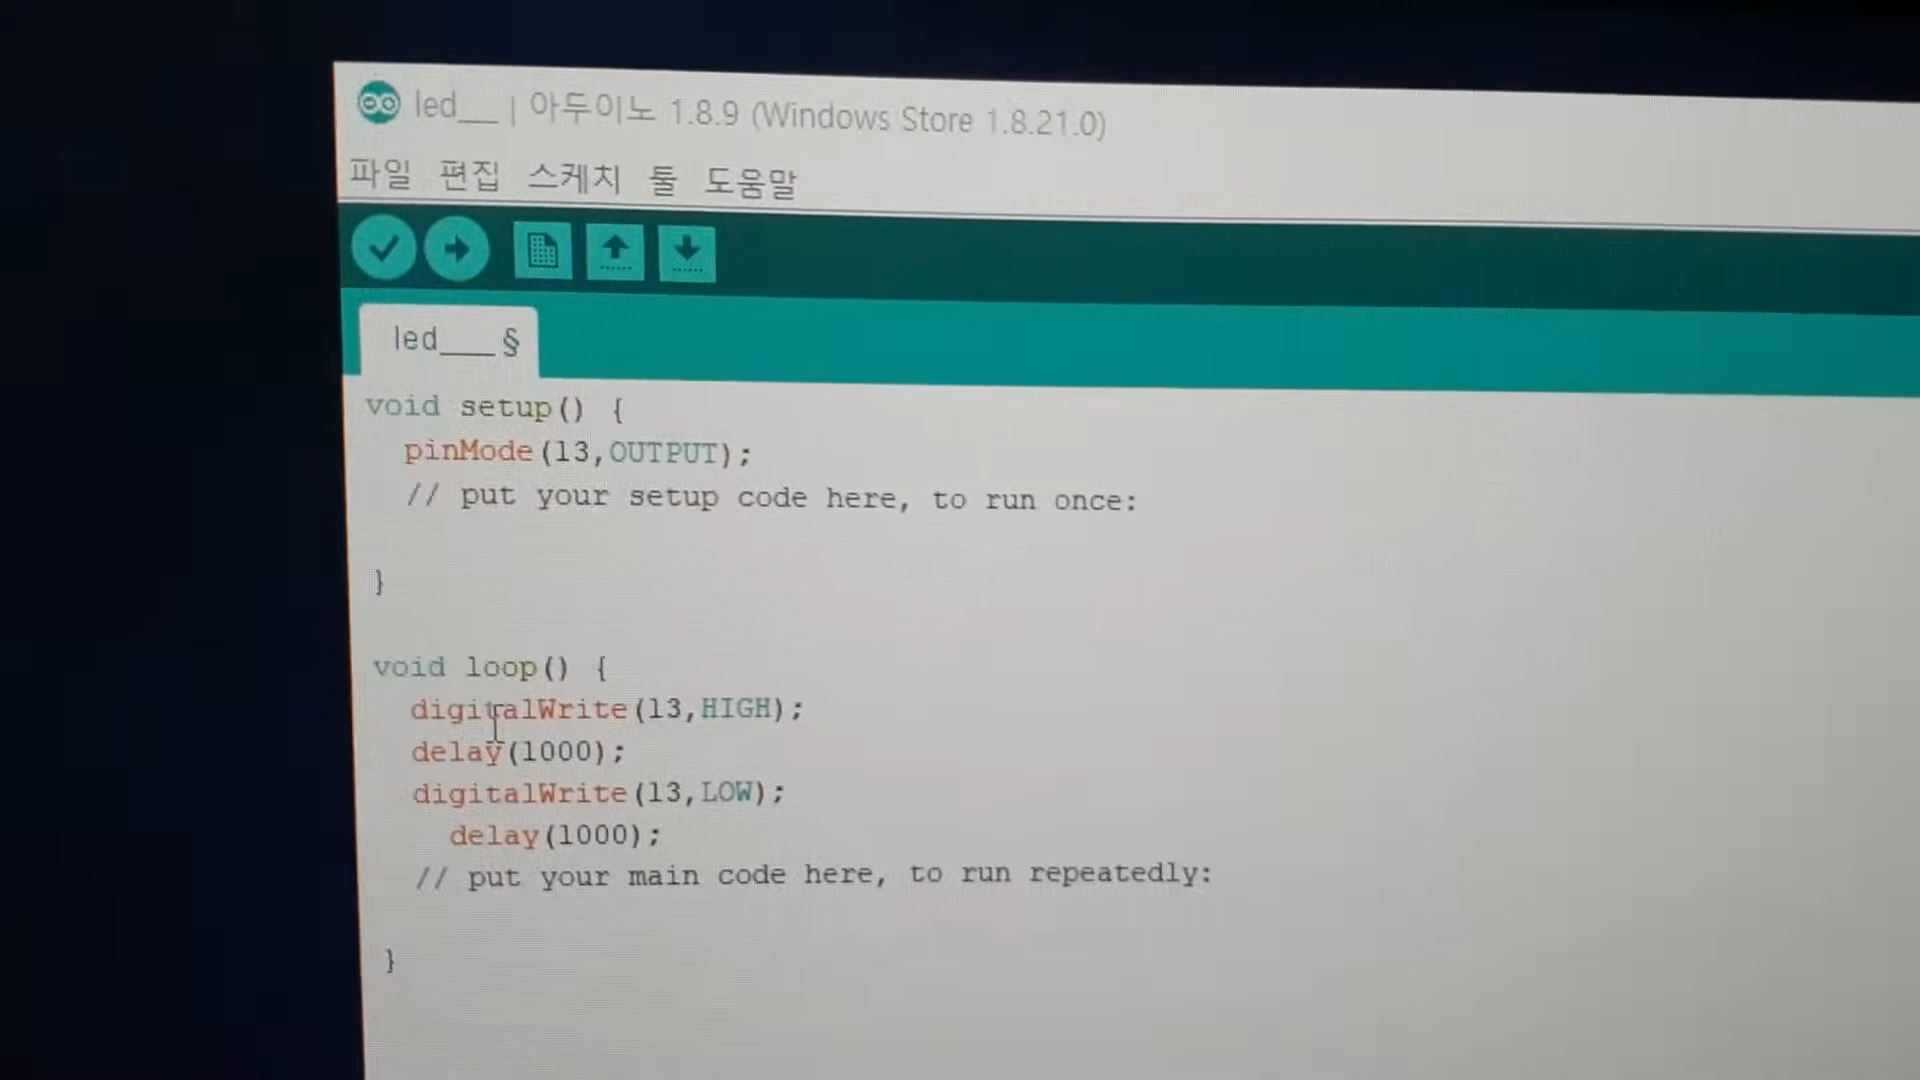 led__ | 아두이노 1.8.9 (Windows Store 1.8.21.0)
파일 편집 스케치 툴 도움말
led___ §
void setup() {
  pinMode(13,OUTPUT);
  // put your setup code here, to run once:
}
void loop() {
  digitalWrite(13,HIGH);
  delay(1000);
  digitalWrite(13,LOW);
    delay(1000);
  // put your main code here, to run repeatedly:
}